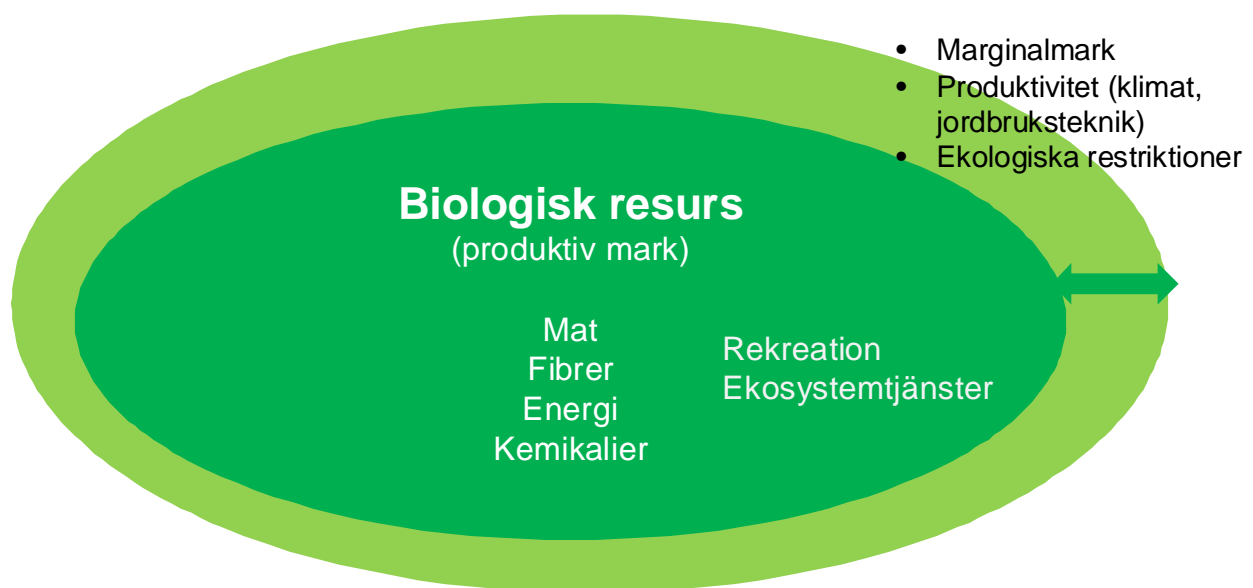 • Marginalmark
• Produktivitet (klimat,
jordbruksteknik)
• Ekologiska restriktioner
Biologisk resurs
(produktiv mark)
Mat
Fibrer
Energi
Kemikalier
Rekreation
Ekosystemtjänster